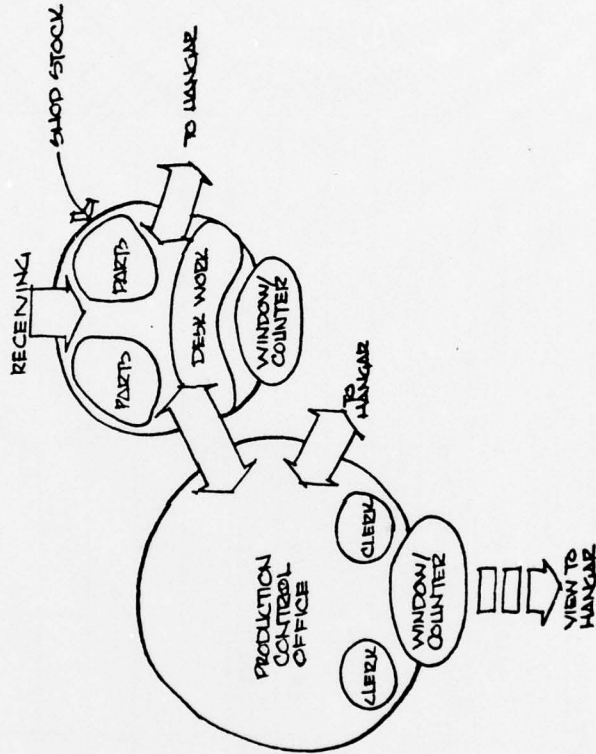 SHOP STOCK
RECEIVING
TO HANGAR
PARTS
PARTS
DESK WORK
WINDOW/
COUNTER
TO
HANGAR
PRODUCTION
CONTROL
OFFICE
CLERK
CLERK
WINDOW/
COUNTER
VIEW TO
HANGAR